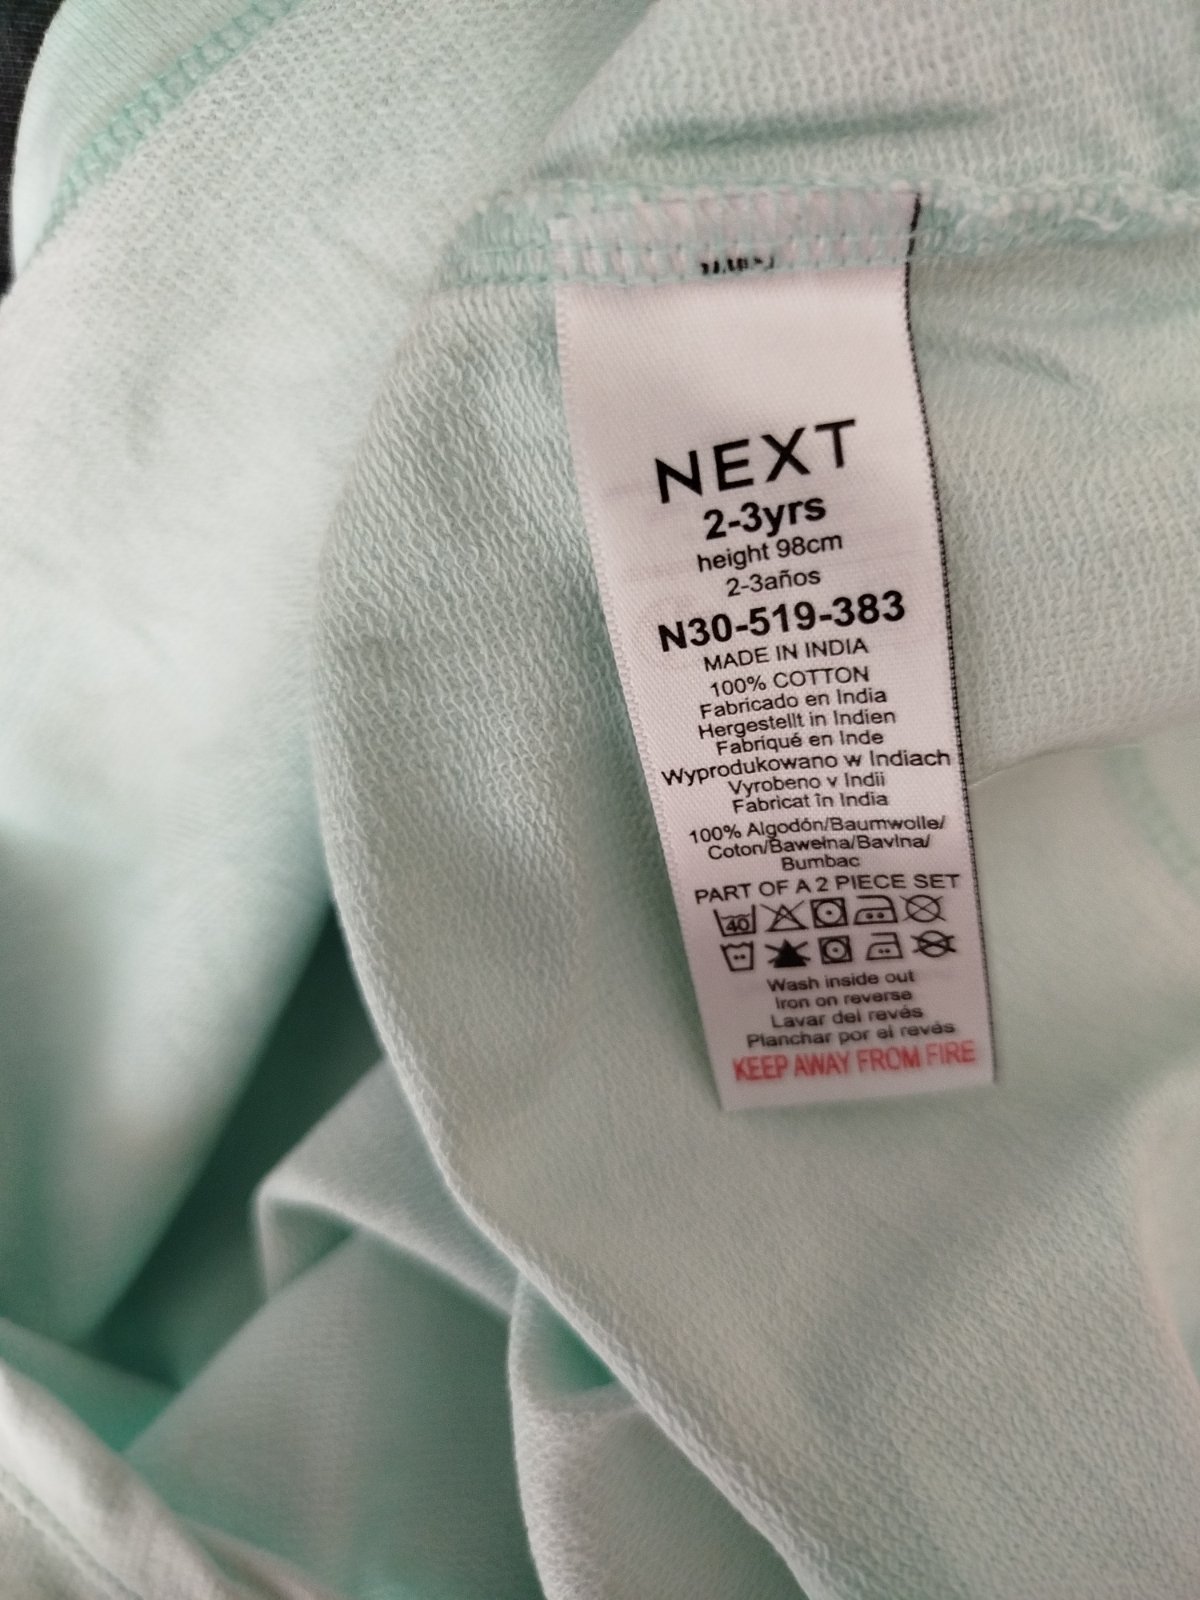 NEXT
2-3yrs
height 98cm
2-3años
N30-519-383
MADE IN INDIA
100% COTTON
Fabricado en India
Hergestellt in Indien
Fabriqué en Inde
Wyprodukowano w Indiach
Vyrobeno v Indii
Fabricat în India
100% Algodón/Baumwolle/
Coton/Bawełna/Bavlna/
Bumbac
PART OF A 2 PIECE SET
40
Wash inside out
Iron on reverse
Lavar del revés
Planchar por el revés
KEEP AWAY FROM FIRE